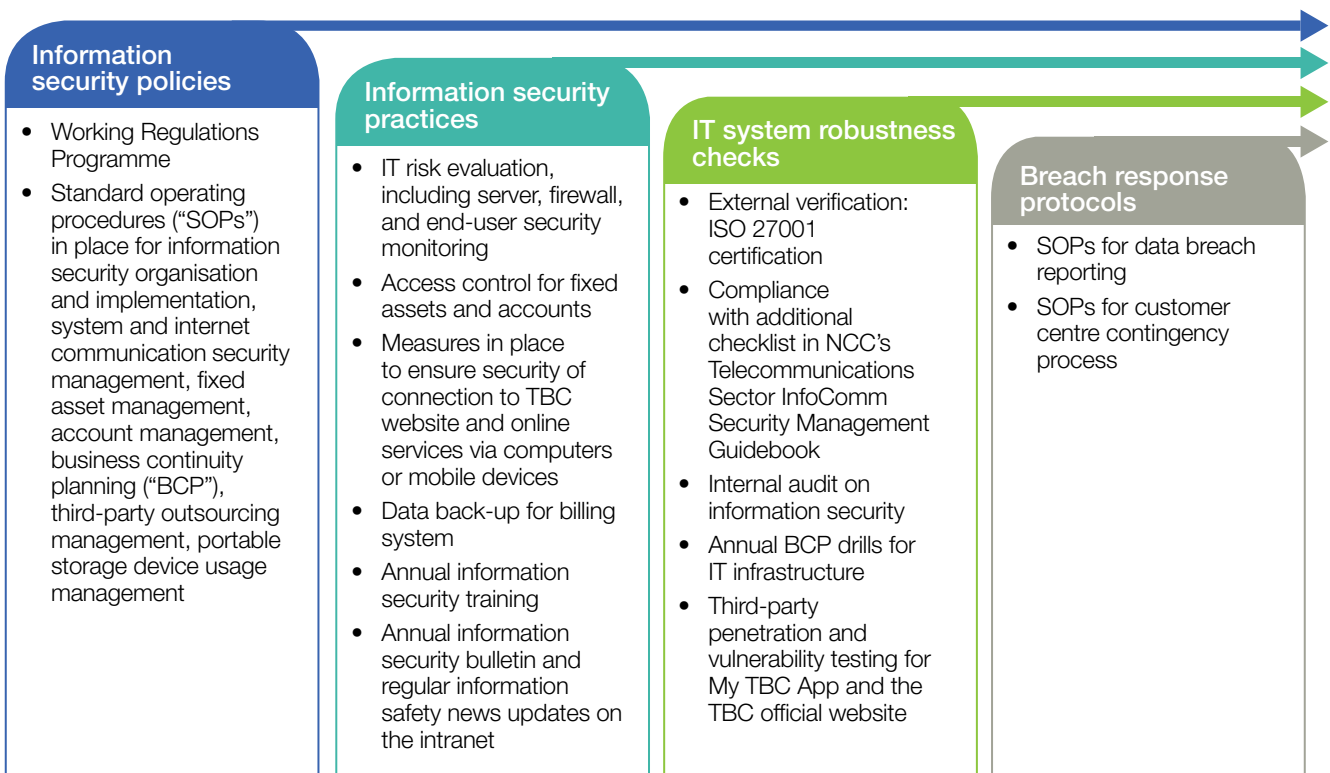 Information
security policies
• Working Regulations
Programme
• Standard operating
procedures (“SOPs”)
in place for information
security organisation
and implementation,
system and internet
communication security
management, fixed
asset management,
account management,
business continuity
planning (“BCP”),
third-party outsourcing
management, portable
storage device usage
management
Information security
practices
• IT risk evaluation,
including server, firewall,
and end-user security
monitoring
• Access control for fixed
assets and accounts
• Measures in place
to ensure security of
connection to TBC
website and online
services via computers
or mobile devices
• Data back-up for billing
system
• Annual information
security training
• Annual information
security bulletin and
regular information
safety news updates on
the intranet
IT system robustness
checks
• External verification:
ISO 27001
certification
• Compliance
with additional
checklist in NCC’s
Telecommunications
Sector InfoComm
Security Management
Guidebook
• Internal audit on
information security
• Annual BCP drills for
IT infrastructure
• Third-party
penetration and
vulnerability testing for
My TBC App and the
TBC official website
Breach response
protocols
• SOPs for data breach
reporting
• SOPs for customer
centre contingency
process